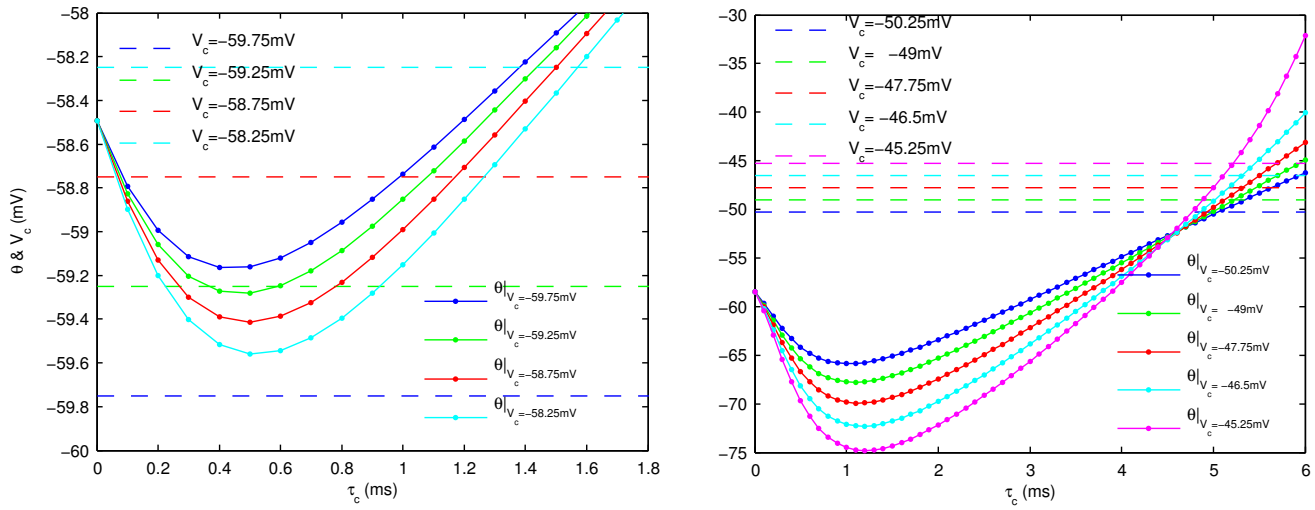 −58
−58.2
−58.4
−58.6
−58.8
−59
−59.2
−59.4
−59.6
−59.8
−60
θ & V_c (mV)
V_c=−59.75mV
V_c=−59.25mV
V_c=−58.75mV
V_c=−58.25mV
θ|V_c=−59.75mV
θ|V_c=−59.25mV
θ|V_c=−58.75mV
θ|V_c=−58.25mV
0 0.2 0.4 0.6 0.8 1 1.2 1.4 1.6 1.8
τ_c (ms)
−30
−35
−40
−45
−50
−55
−60
−65
−70
−75
V_c=−50.25mV
V_c= −49mV
V_c=−47.75mV
V_c= −46.5mV
V_c=−45.25mV
θ|V_c=−50.25mV
θ|V_c= −49mV
θ|V_c=−47.75mV
θ|V_c= −46.5mV
θ|V_c=−45.25mV
0 1 2 3 4 5 6
τ_c (ms)